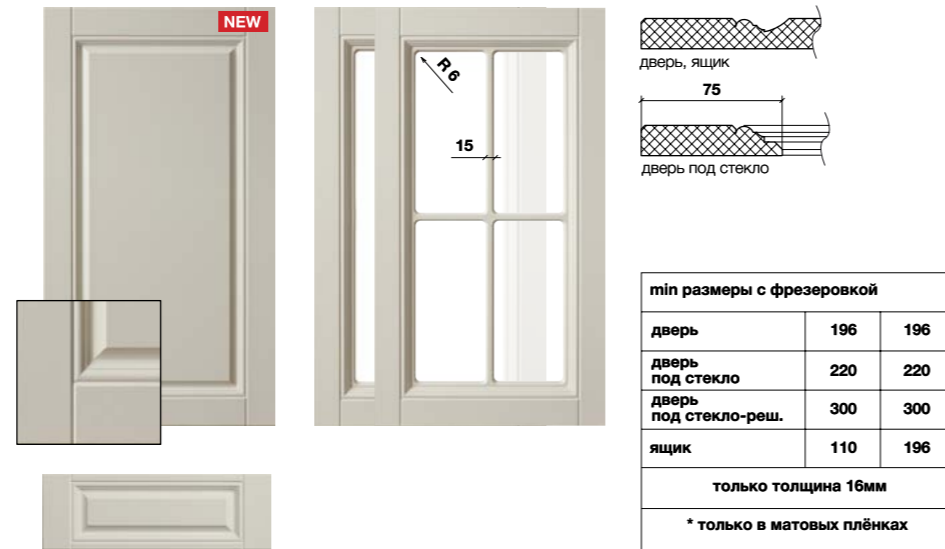 NEW
R 6
15
дверь, ящик
75
дверь под стекло
min размеры с фрезеровкой
дверь 196 196
дверь
под стекло 220 220
дверь
под стекло-реш. 300 300
ящик 110 196
только толщина 16мм
* только в матовых плёнках